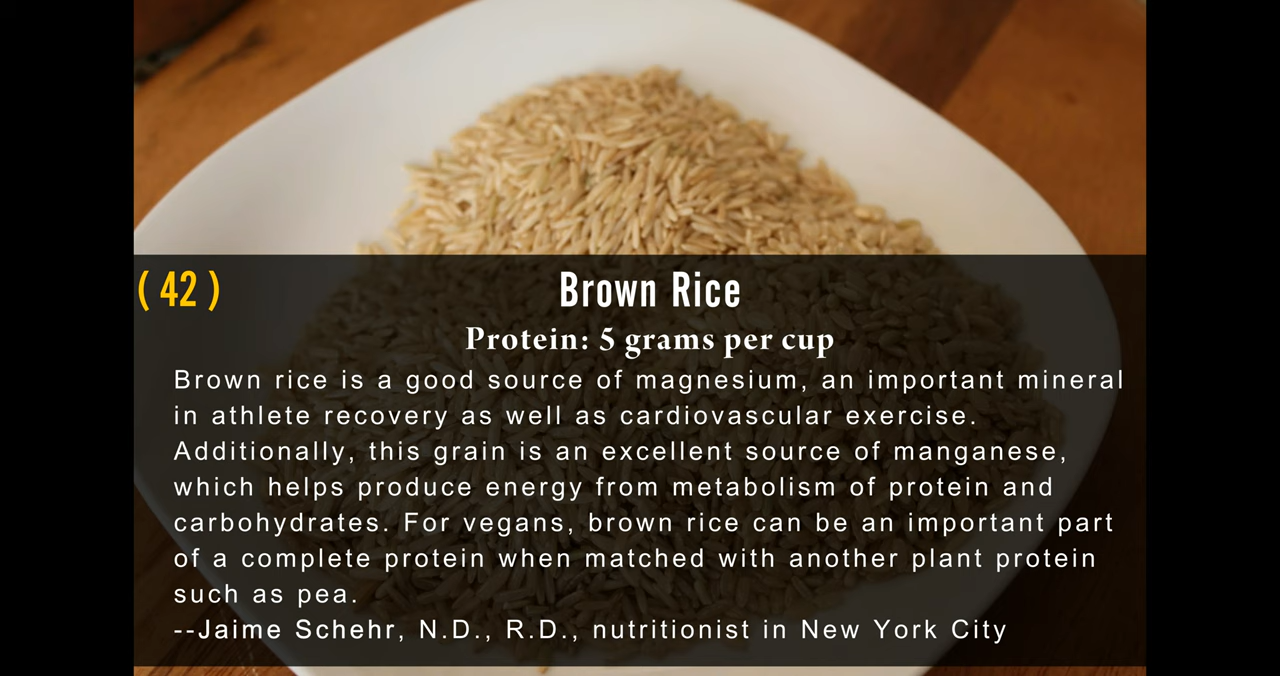 ( 42 )
Brown Rice
Protein: 5 grams per cup
Brown rice is a good source of magnesium, an important mineral
in athlete recovery as well as cardiovascular exercise.
Additionally, this grain is an excellent source of manganese,
which helps produce energy from metabolism of protein and
carbohydrates. For vegans, brown rice can be an important part
of a complete protein when matched with another plant protein
such as pea.
--Jaime Schehr, N.D., R.D., nutritionist in New York City